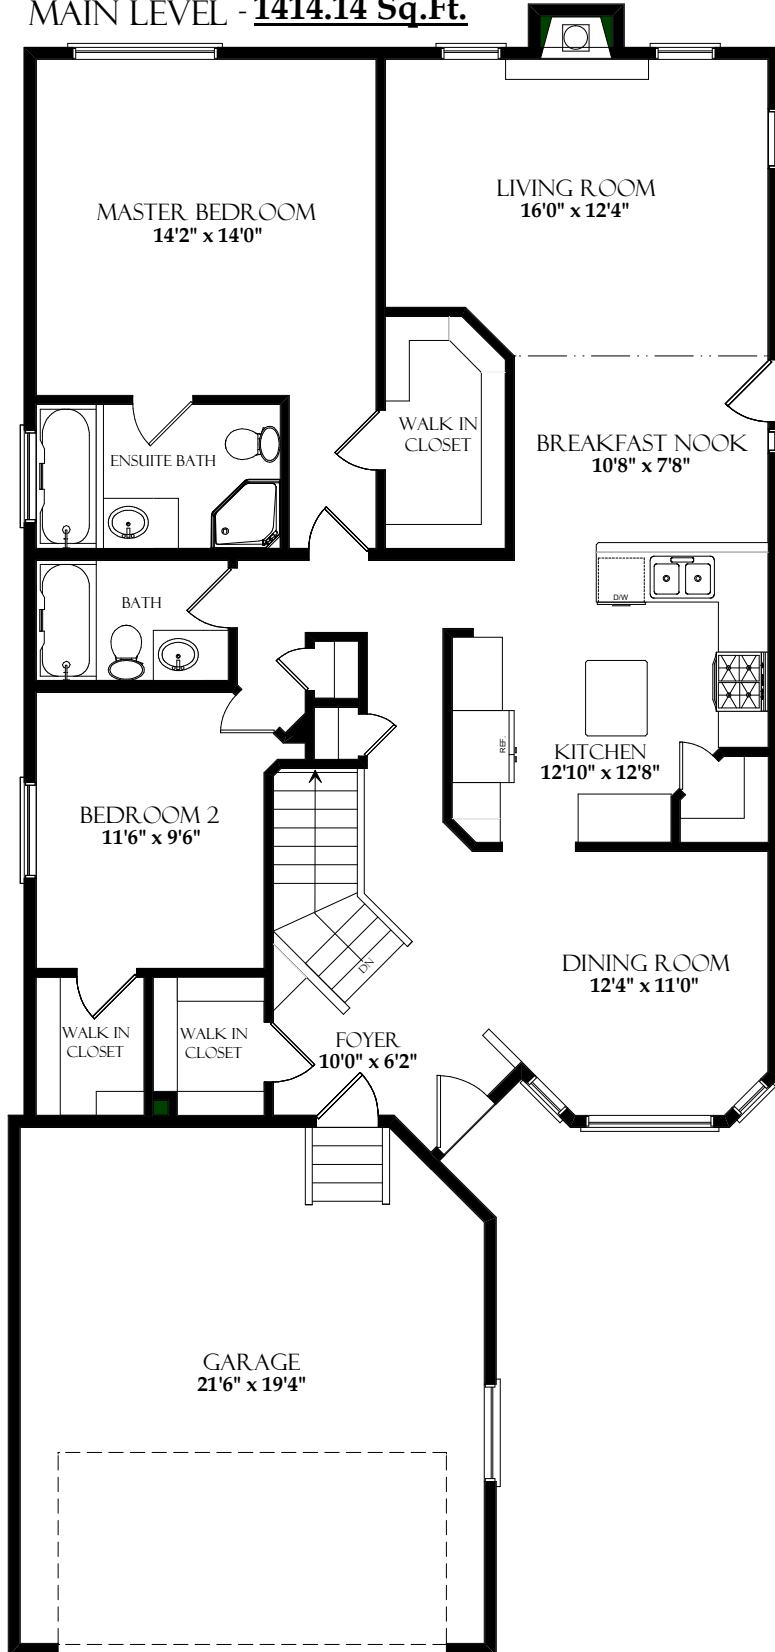 MAIN LEVEL - 1414.14 Sq.Ft.
MASTER BEDROOM
14'2" x 14'0"
LIVING ROOM
16'0" x 12'4"
WALK IN
CLOSET
BREAKFAST NOOK
10'8" x 7'8"
ENSUITE BATH
BATH
D/W
REF.
KITCHEN
12'10" x 12'8"
BEDROOM 2
11'6" x 9'6"
DN
DINING ROOM
12'4" x 11'0"
WALK IN
CLOSET
WALK IN
CLOSET
FOYER
10'0" x 6'2"
GARAGE
21'6" x 19'4"